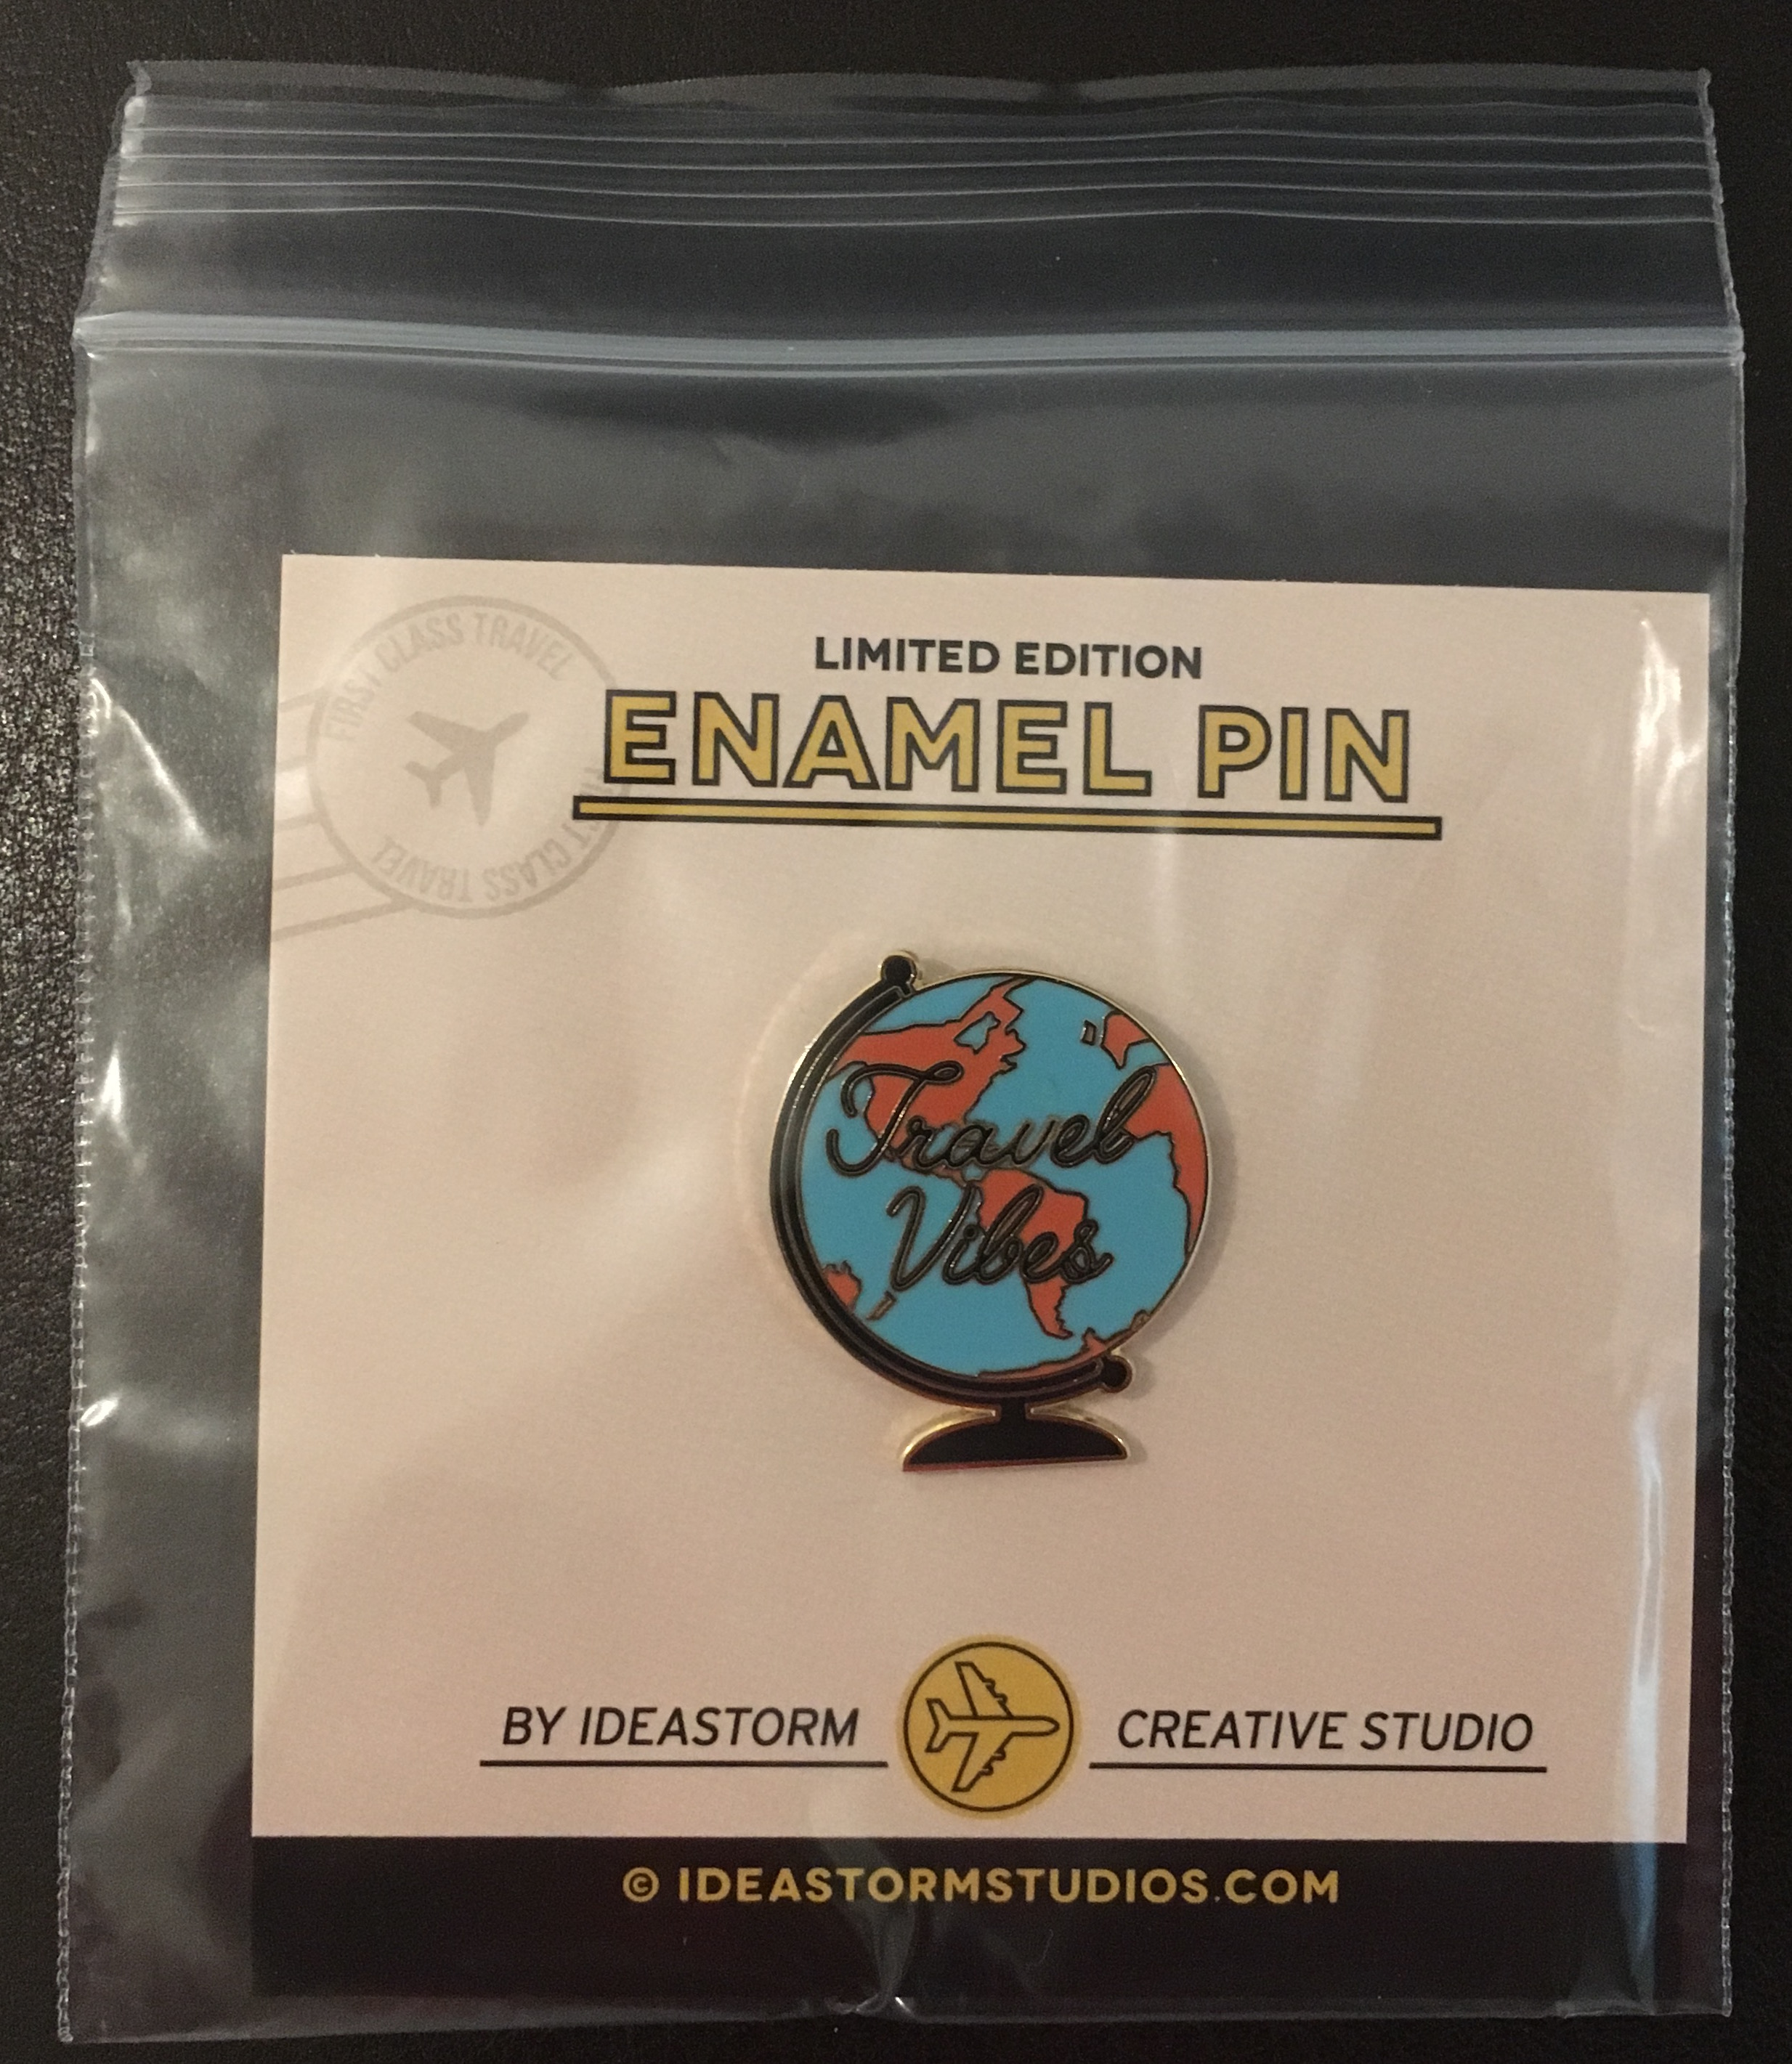 FIRST CLASS TRAVEL
FIRST CLASS TRAVEL
LIMITED EDITION
ENAMEL PIN
Travel
Vibes
BY IDEASTORM CREATIVE STUDIO
© IDEASTORMSTUDIOS.COM